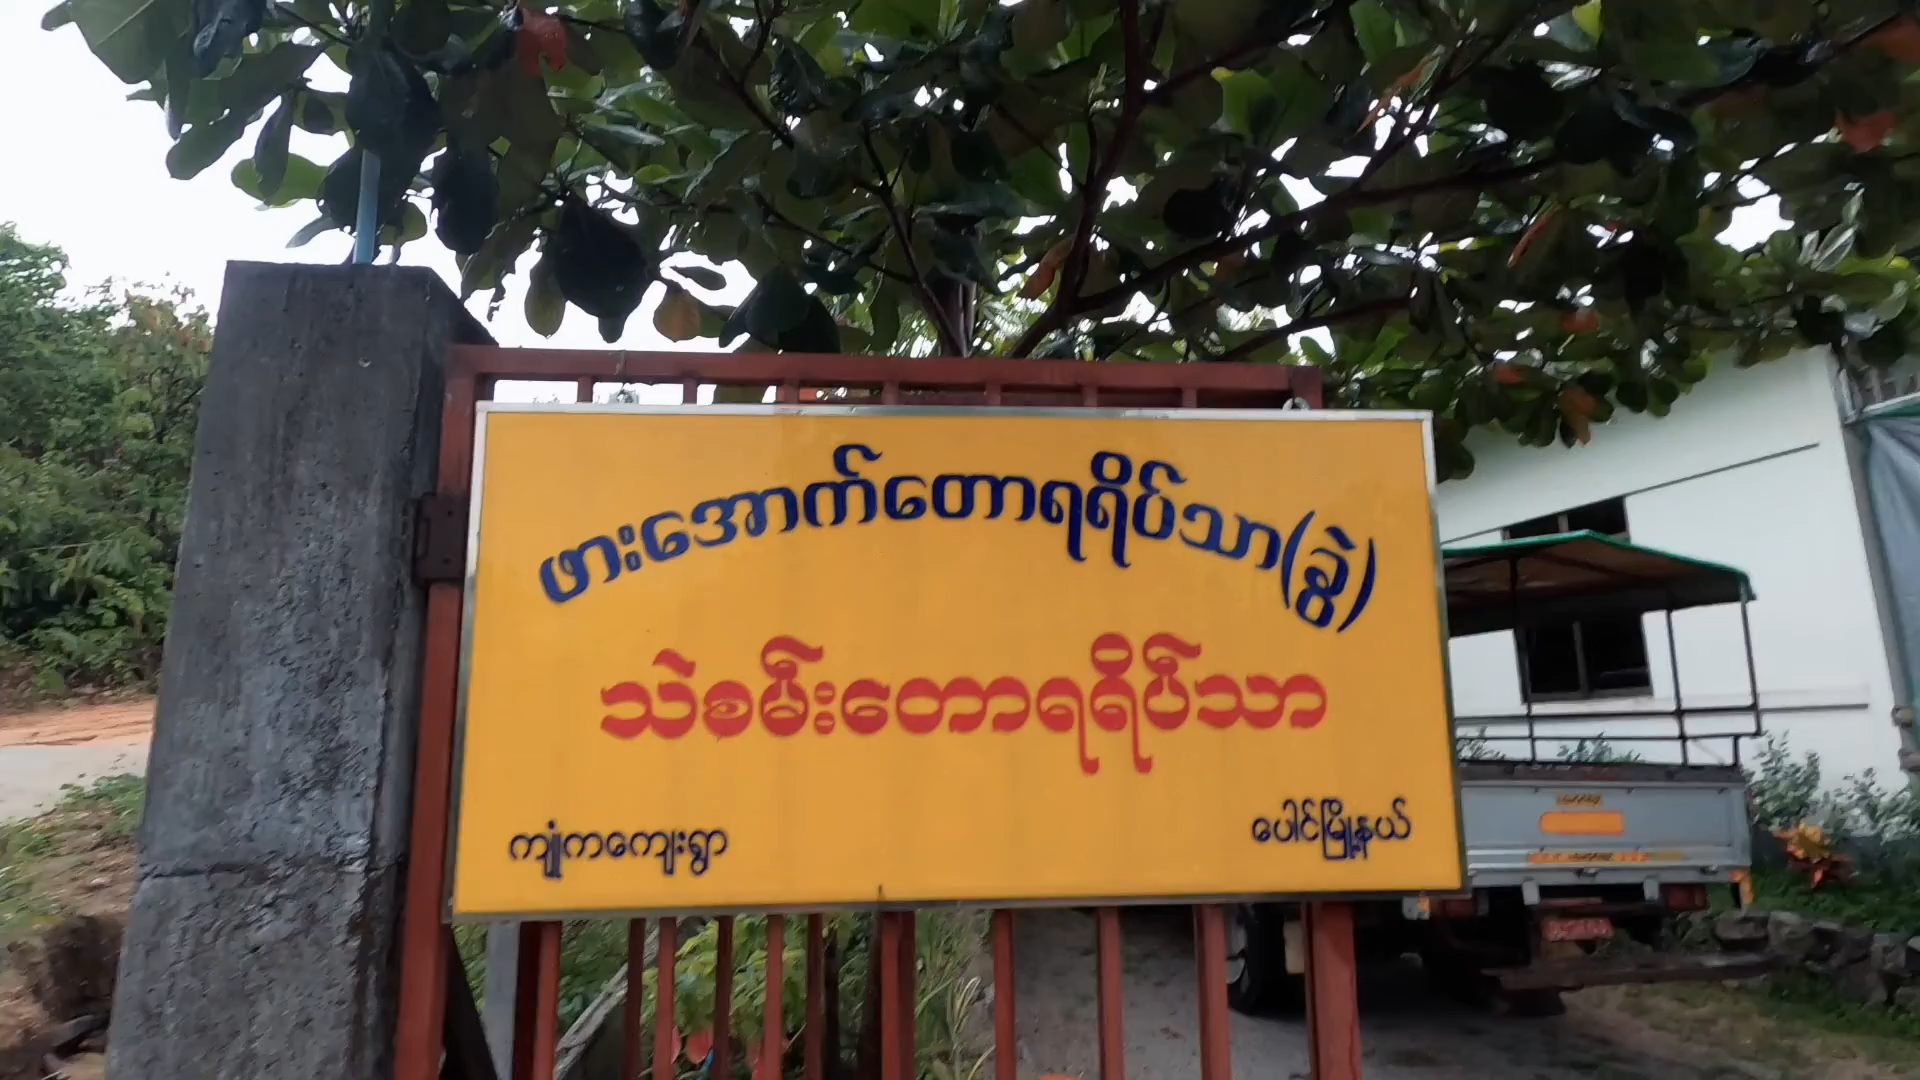 ဖားအောက်တောရရိပ်သာ(ခွဲ)
သဲစမ်းတောရရိပ်သာ
ကျုံကကျေးရွာ
ပေါင်မြို့နယ်